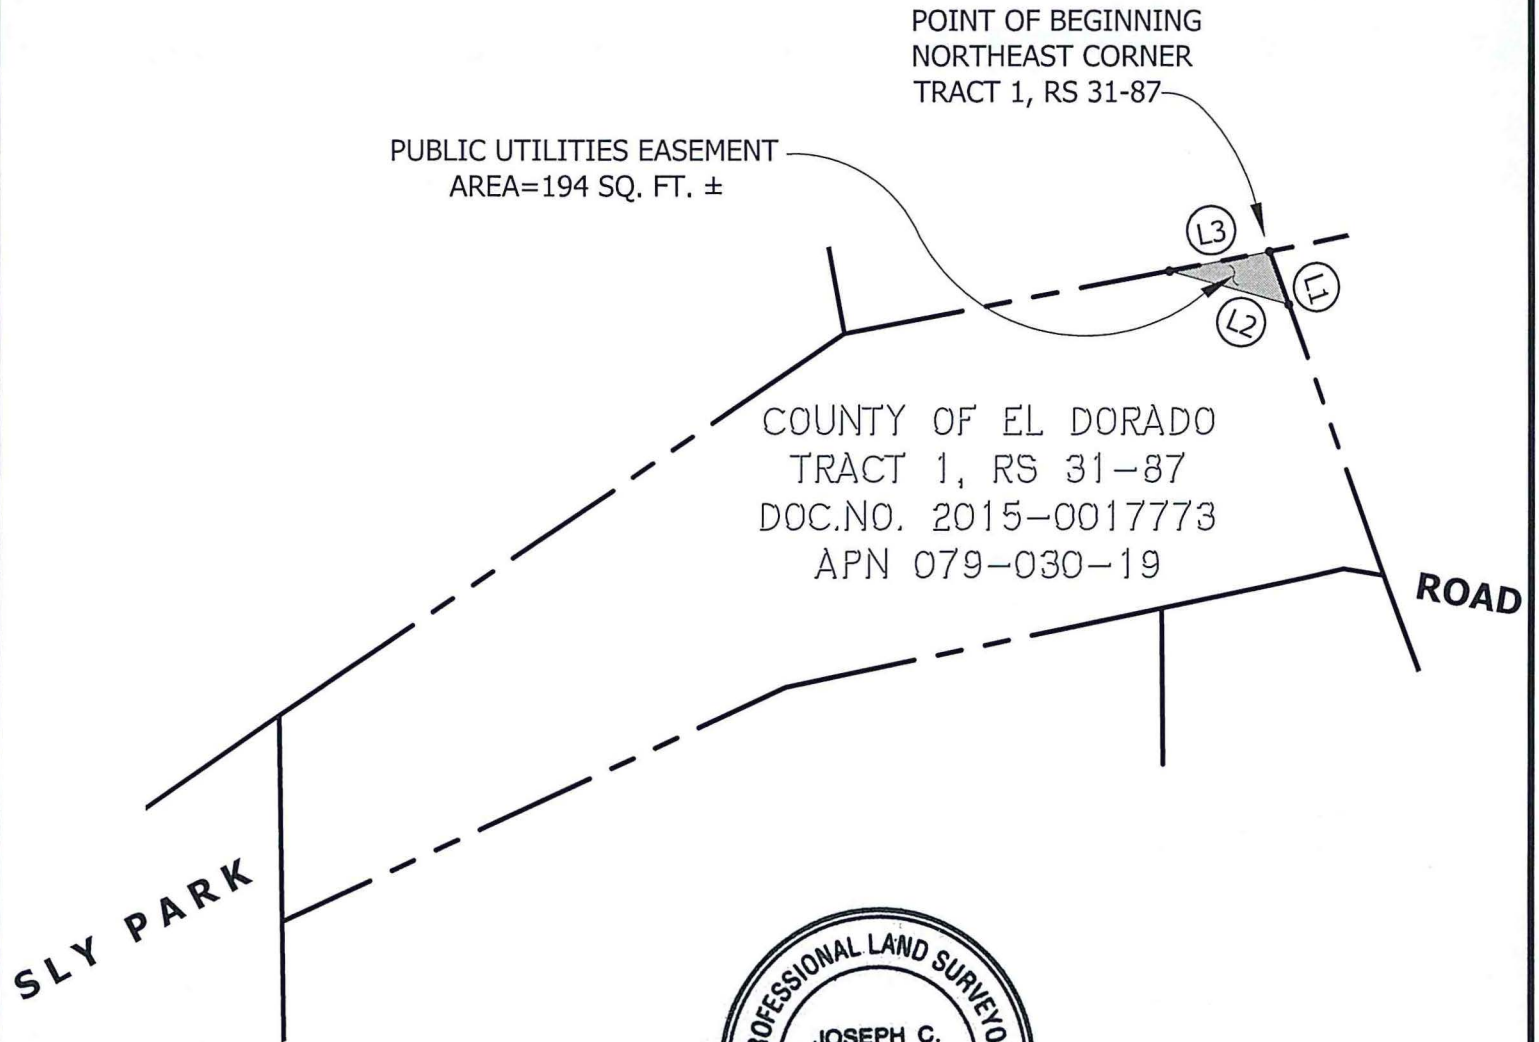 POINT OF BEGINNING
NORTHEAST CORNER
TRACT 1, RS 31-87
PUBLIC UTILITIES EASEMENT
AREA=194 SQ. FT. ±
L3
L1
L2
COUNTY OF EL DORADO
TRACT 1, RS 31-87
DOC.NO. 2015-0017773
APN 079-030-19
ROAD
SLY PARK
PROFESSIONAL LAND SURVEYO
JOSEPH C.